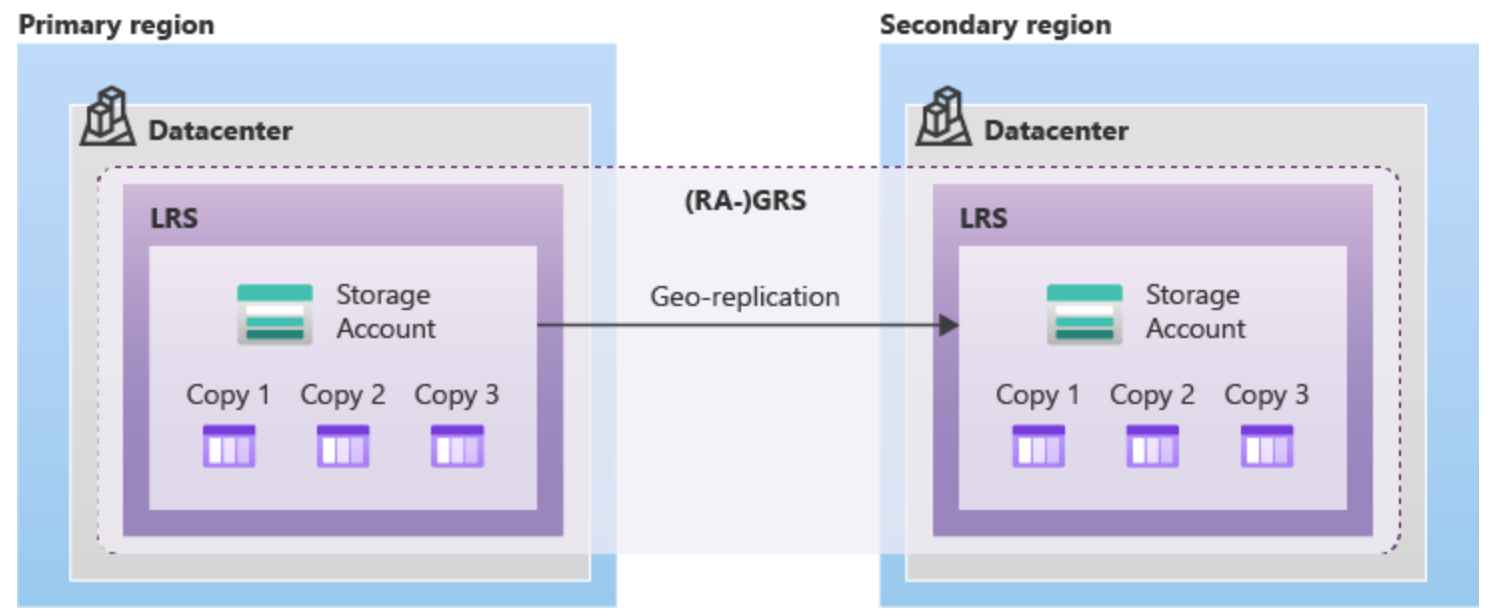 Primary region
Secondary region
Datacenter
Datacenter
(RA-)GRS
LRS
LRS
Storage
Account
Geo-replication
Storage
Account
Copy 1 Copy 2 Copy 3
Copy 1 Copy 2 Copy 3